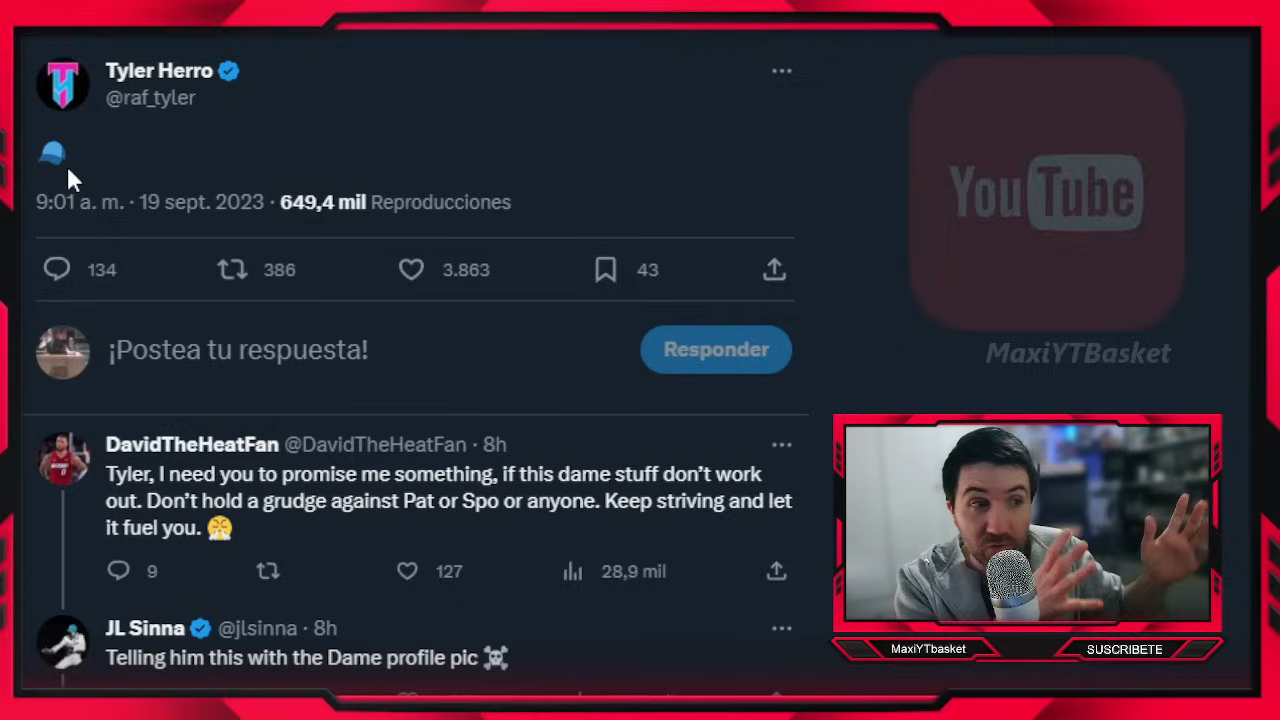 Tyler Herro
@raf_tyler
🧢
9:01 a. m. · 19 sept. 2023 · 649,4 mil Reproducciones
134 386 3.863 43
¡Postea tu respuesta!
Responder
DavidTheHeatFan @DavidTheHeatFan · 8h
Tyler, I need you to promise me something, if this dame stuff don’t work
out. Don’t hold a grudge against Pat or Spo or anyone. Keep striving and let
it fuel you. 😤
9 127 28,9 mil
JL Sinna @jlsinna · 8h
Telling him this with the Dame profile pic ☠️
YouTube
MaxiYTBasket
MaxiYTbasket
SUSCRIBETE